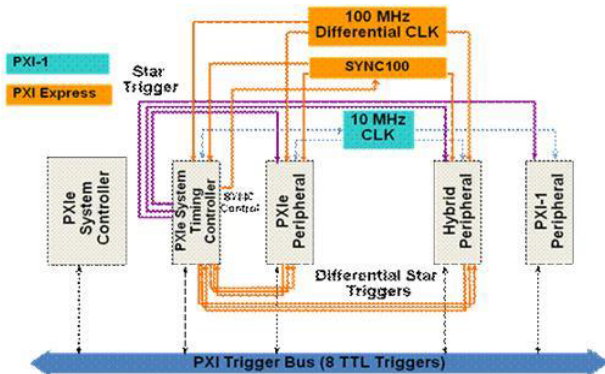 100 MHz
Differential CLK
PXI-1
PXI Express
Star
Trigger
SYNC100
10 MHz
CLK
PXIe
System
Controller
PXIe System
Timing
Controller
SYNC
Control
PXIe
Peripheral
Hybrid
Peripheral
PXI-1
Peripheral
Differential Star
Triggers
PXI Trigger Bus (8 TTL Triggers)